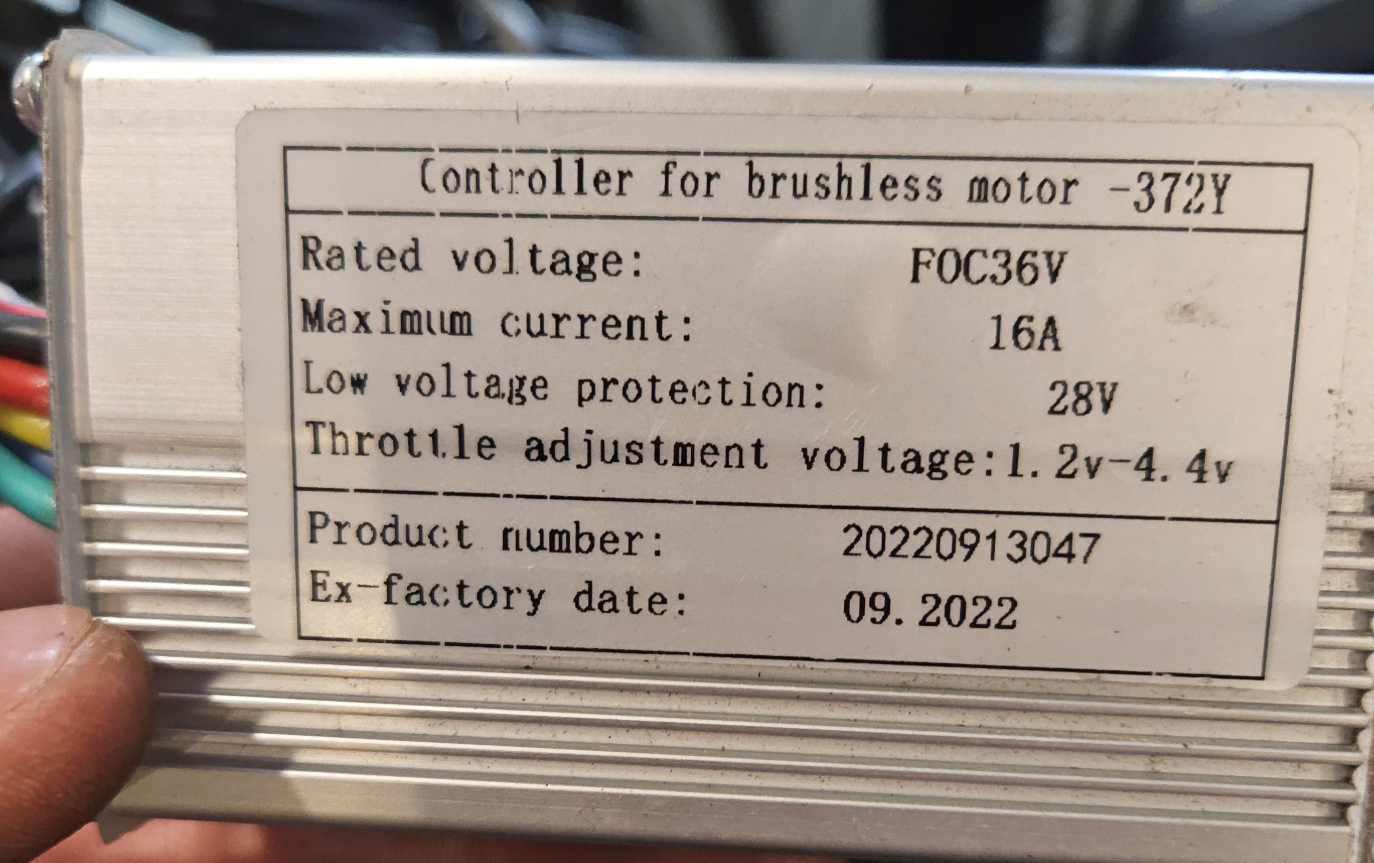 Controller for brushless motor -372Y
Rated voltage: FOC36V
Maximum current: 16A
Low voltage protection: 28V
Throttle adjustment voltage:1.2v-4.4v
Product number: 20220913047
Ex-factory date: 09.2022